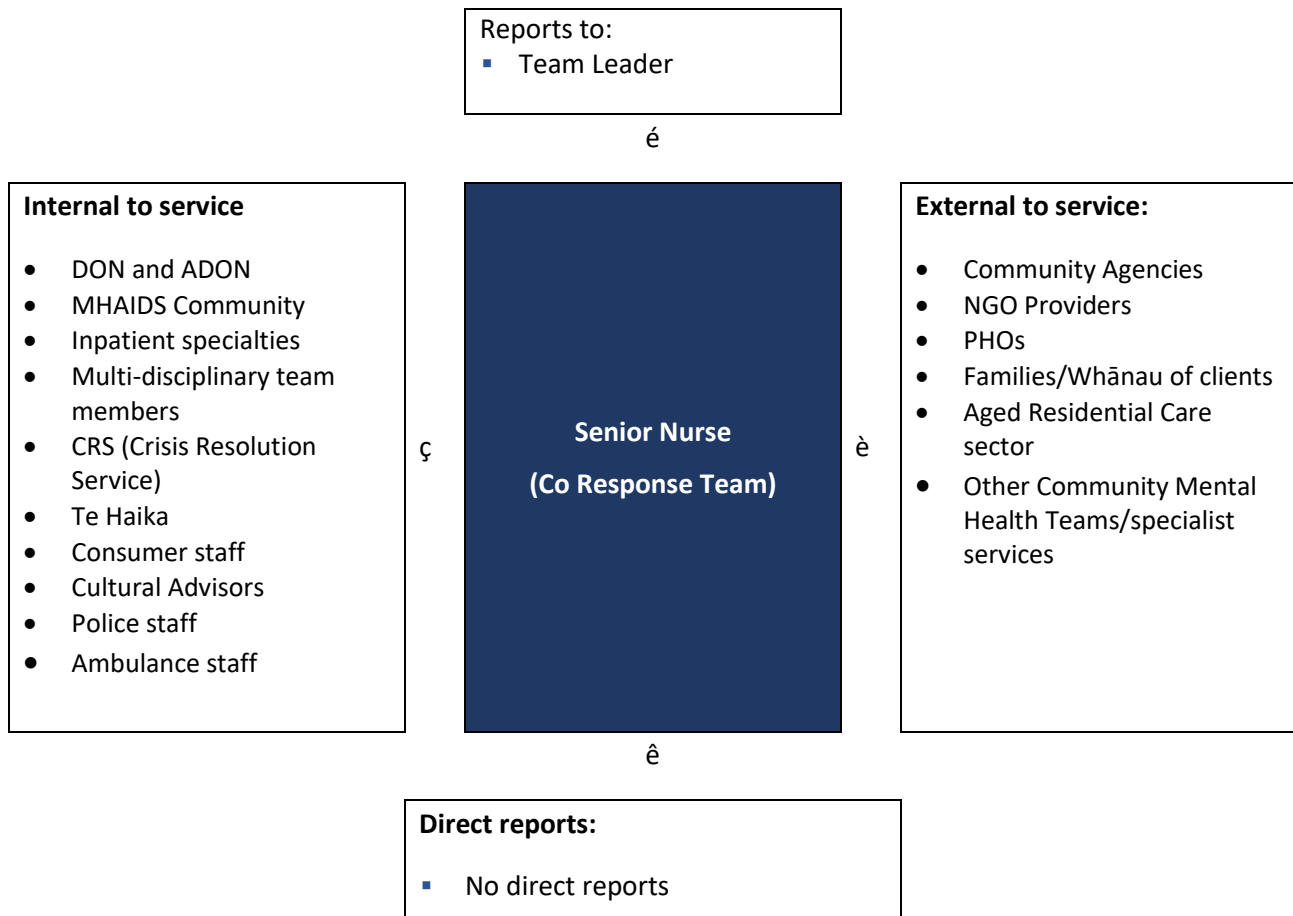 Reports to:
▪ Team Leader
é
Internal to service
• DON and ADON
• MHAIDS Community
• Inpatient specialties
• Multi-disciplinary team
members
• CRS (Crisis Resolution
Service)
• Te Haika
• Consumer staff
• Cultural Advisors
• Police staff
• Ambulance staff
ç
Senior Nurse
(Co Response Team)
è
External to service:
• Community Agencies
• NGO Providers
• PHOs
• Families/Whānau of clients
• Aged Residential Care
sector
• Other Community Mental
Health Teams/specialist
services
ê
Direct reports:
▪ No direct reports